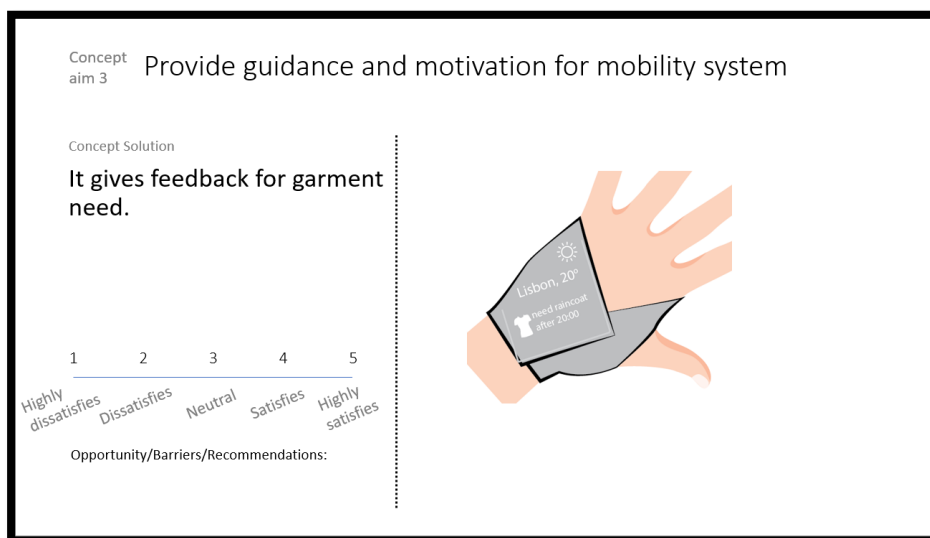 Concept
aim 3
Provide guidance and motivation for mobility system
Concept Solution
It gives feedback for garment
need.
1 2 3 4 5
Highly
dissatisfies
Dissatisfies
Neutral
Satisfies
Highly
satisfies
Opportunity/Barriers/Recommendations:
Lisbon, 20º
need raincoat
after 20:00